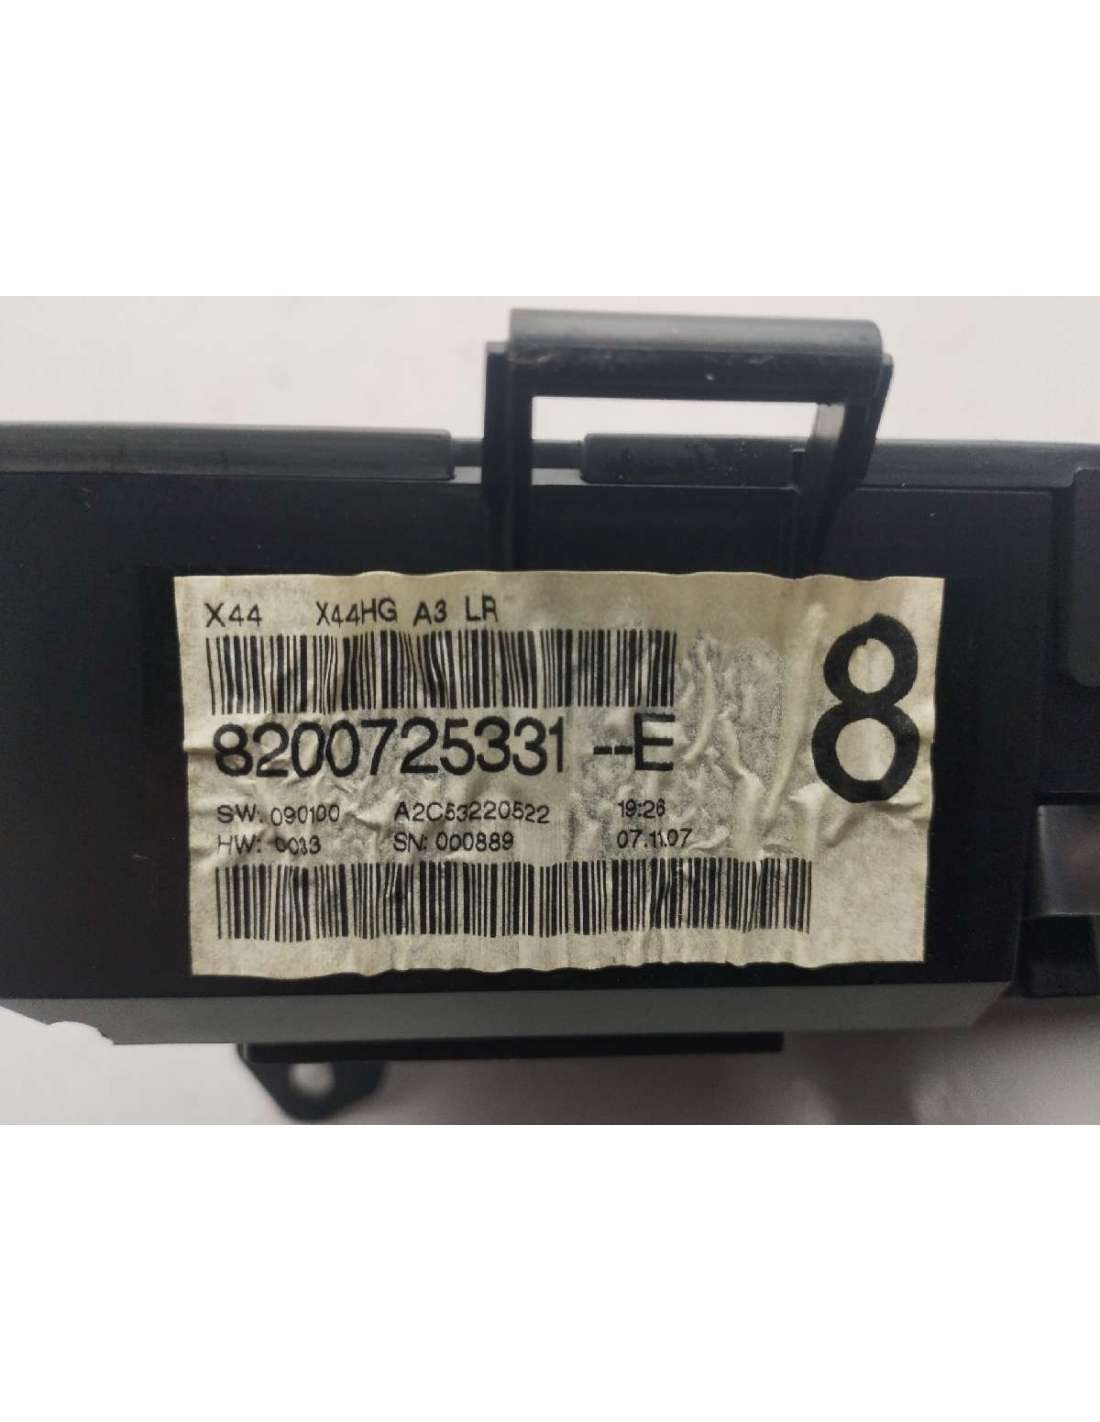 X44 X44HG A3 LR
8
8200725331 --E
SW: 090100 A2C53220522 19:26
HW: 0033 SN: 000889 07.11.07